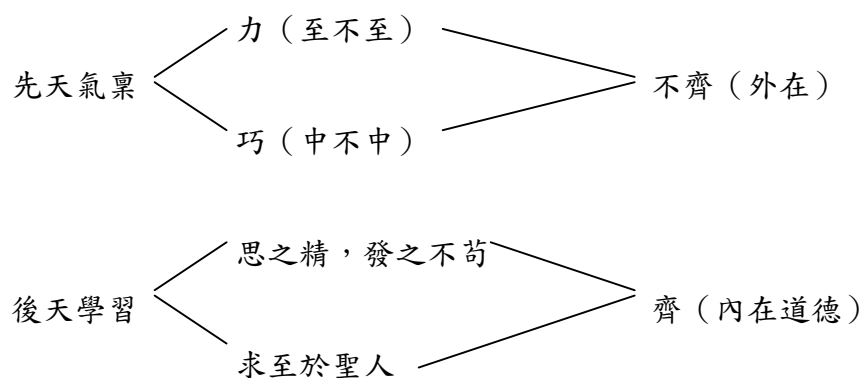 力（至不至）
先天氣稟
不齊（外在）
巧（中不中）
思之精，發之不苟
後天學習
齊（內在道德）
求至於聖人